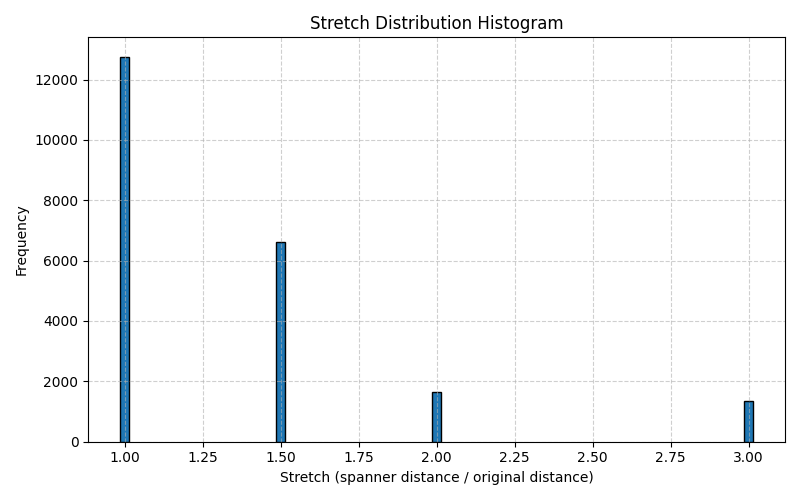 Stretch Distribution Histogram
Frequency
12000
10000
8000
6000
4000
2000
0
1.00 1.25 1.50 1.75 2.00 2.25 2.50 2.75 3.00
Stretch (spanner distance / original distance)